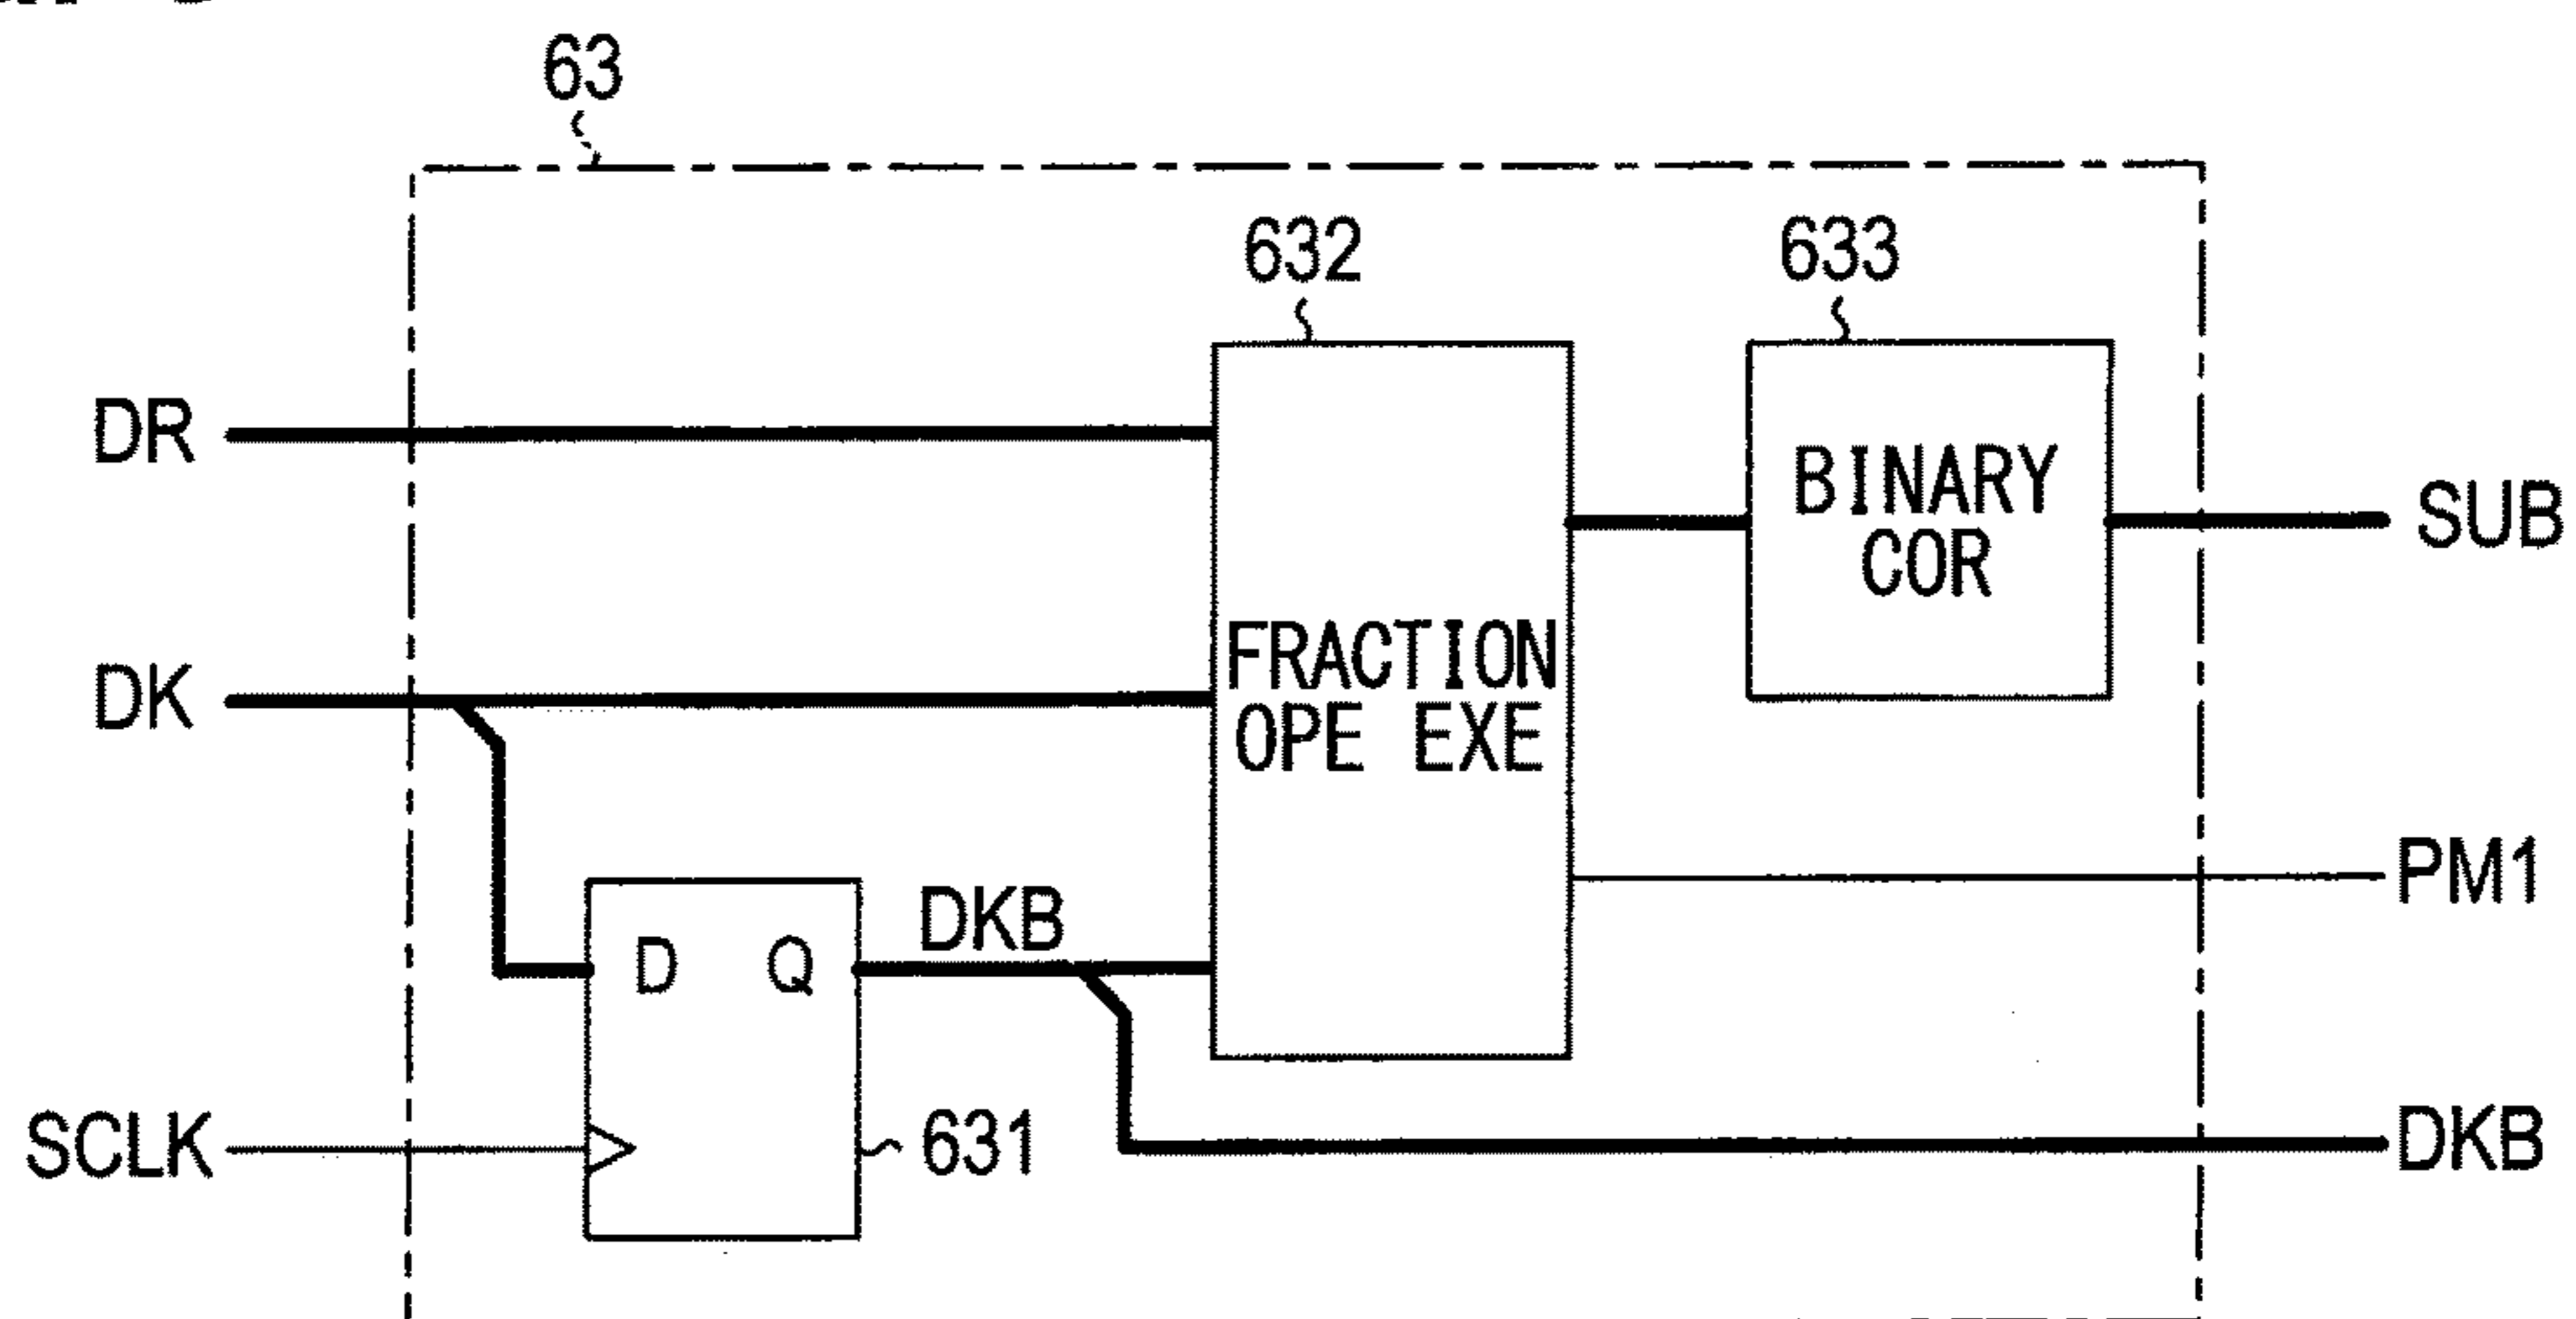 63
632
633
DR
BINARY
COR
SUB
DK
FRACTION
OPE EXE
PM1
DKB
D Q
SCLK
631
DKB